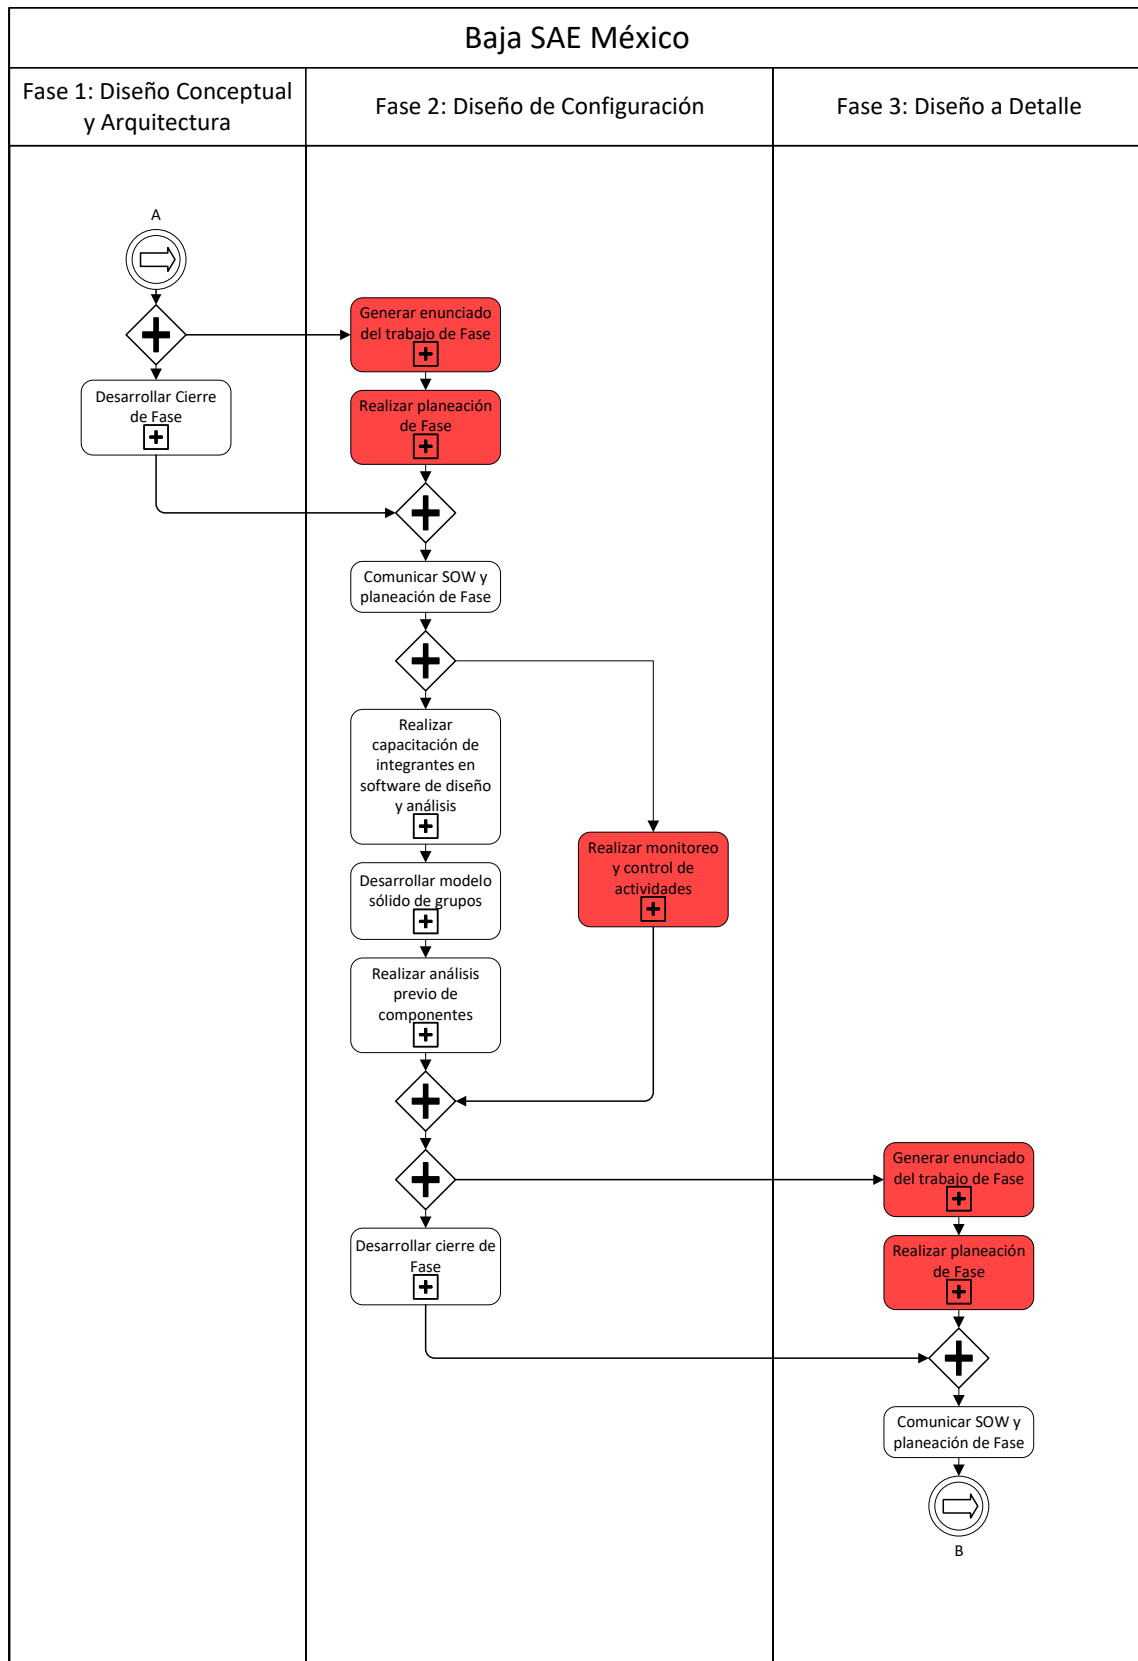 Baja SAE México
Fase 1: Diseño Conceptual
y Arquitectura
Fase 2: Diseño de Configuración
Fase 3: Diseño a Detalle
A
Generar enunciado
del trabajo de Fase
Realizar planeación
de Fase
Desarrollar Cierre
de Fase
Comunicar SOW y
planeación de Fase
Realizar
capacitación de
integrantes en
software de diseño
y análisis
Realizar monitoreo
y control de
actividades
Desarrollar modelo
sólido de grupos
Realizar análisis
previo de
componentes
Desarrollar cierre de
Fase
Generar enunciado
del trabajo de Fase
Realizar planeación
de Fase
Comunicar SOW y
planeación de Fase
B